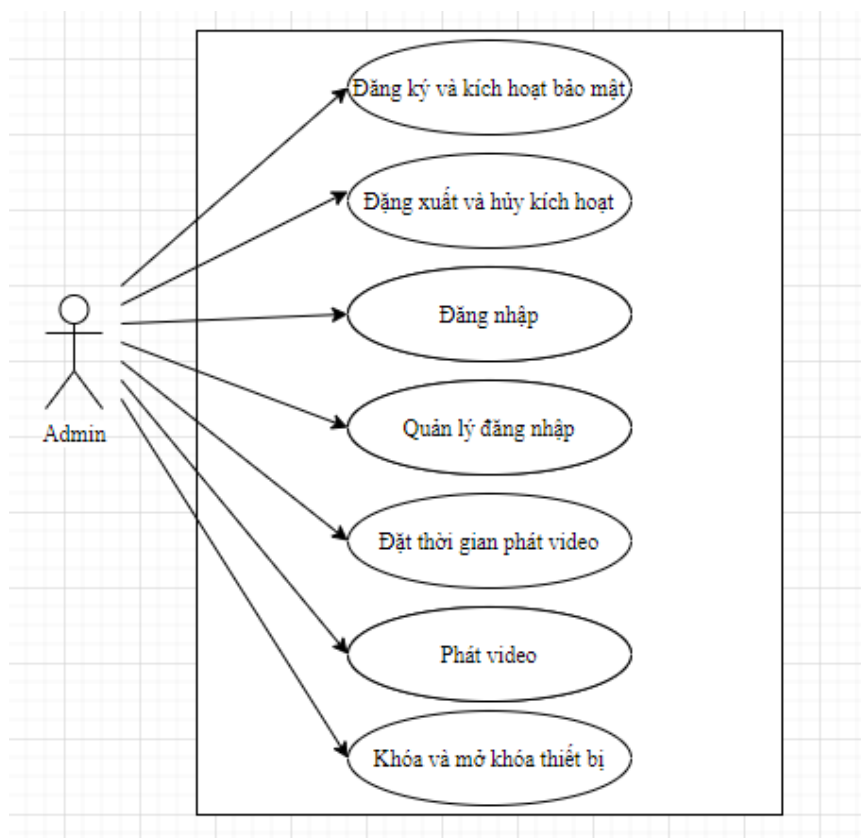 Đăng ký và kích hoạt bảo mật
Đặng xuất và hủy kích hoạt
Đăng nhập
Quản lý đăng nhập
Đặt thời gian phát video
Phát video
Khóa và mở khóa thiết bị
Admin